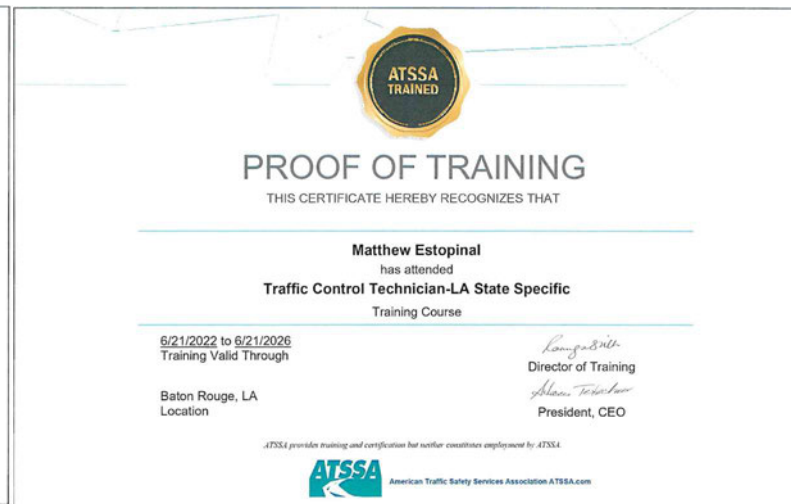 ATSSA
TRAINED
PROOF OF TRAINING
THIS CERTIFICATE HEREBY RECOGNIZES THAT
Matthew Estopinal
has attended
Traffic Control Technician-LA State Specific
Training Course
6/21/2022 to 6/21/2026
Training Valid Through
Director of Training
Baton Rouge, LA
Location
President, CEO
ATSSA provides training and certification but neither constitutes employment by ATSSA.
ATSSA
American Traffic Safety Services Association ATSSA.com